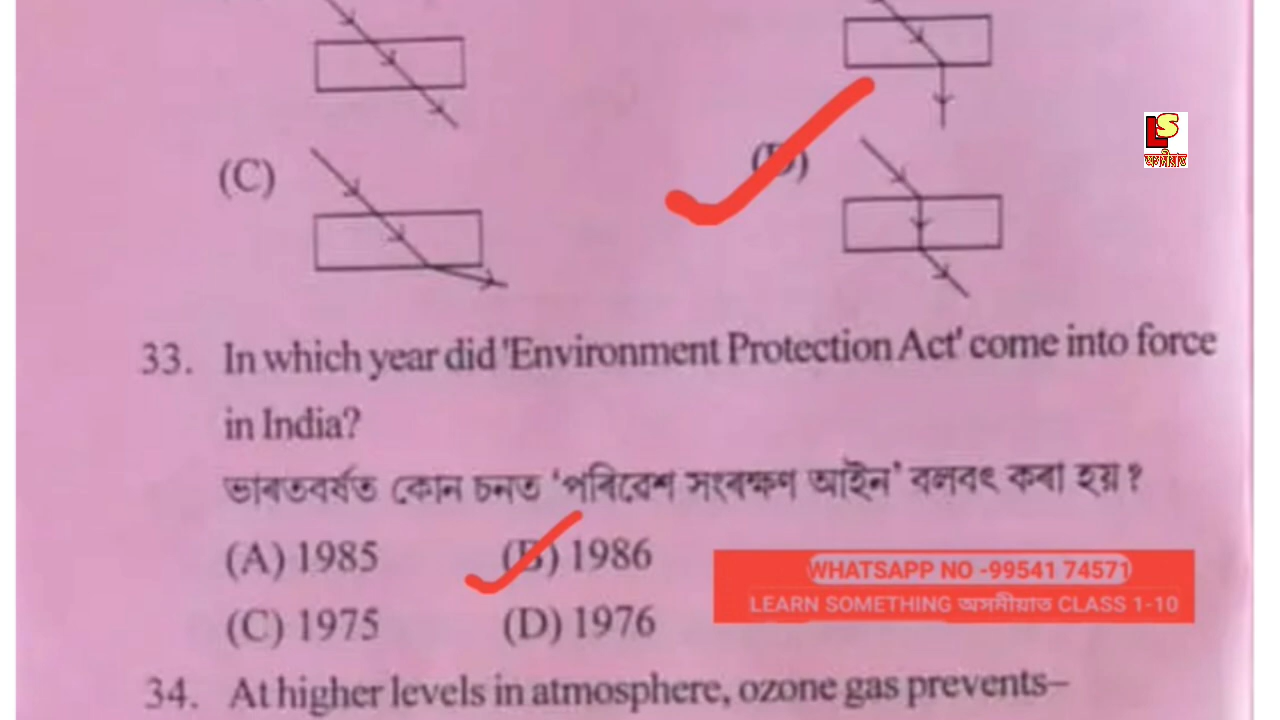 (C)
(D)
LS
অসমীয়াত
33. In which year did 'Environment Protection Act' come into force
in India?
ভাৰতবৰ্ষত কোন চনত 'পৰিৱেশ সংৰক্ষণ আইন' বলবৎ কৰা হয়?
(A) 1985 (B) 1986
(C) 1975 (D) 1976
WHATSAPP NO -99541 74571
LEARN SOMETHING অসমীয়াত CLASS 1-10
34. At higher levels in atmosphere, ozone gas prevents–